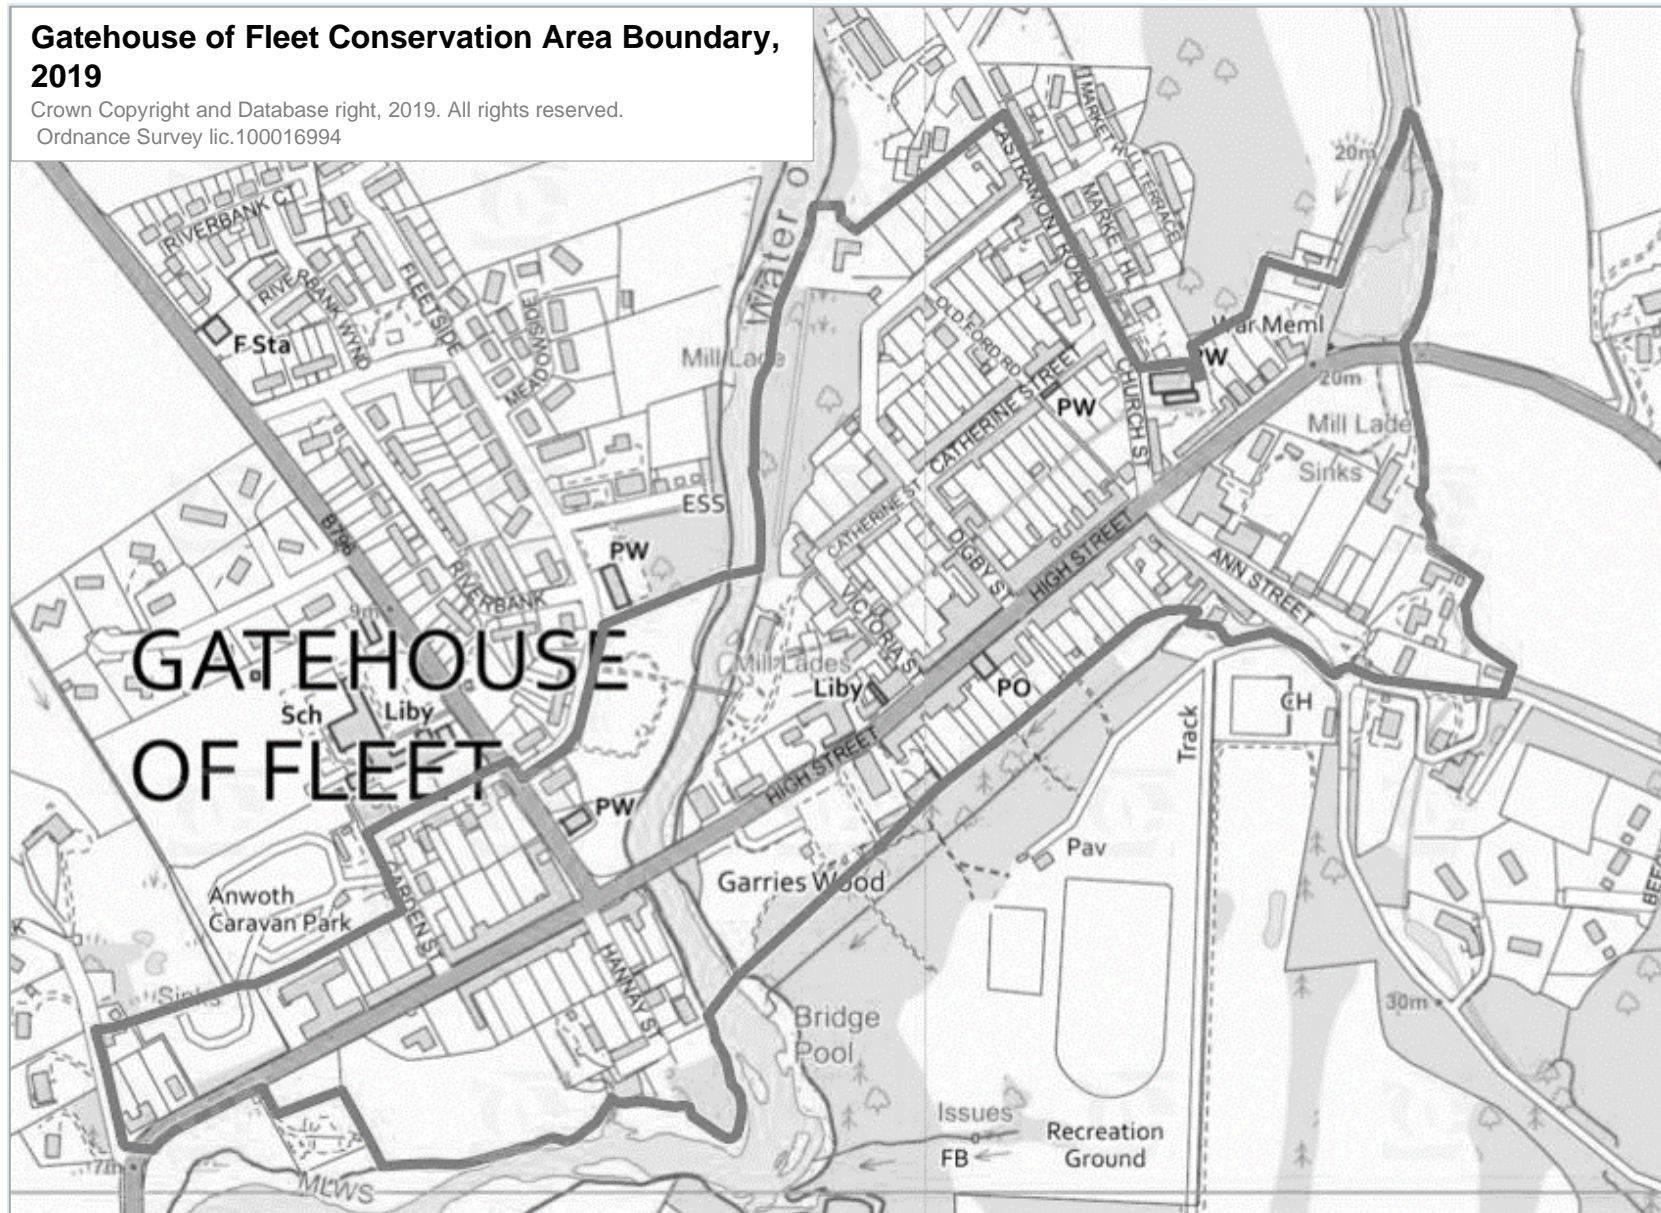 Gatehouse of Fleet Conservation Area Boundary,
2019
Crown Copyright and Database right, 2019. All rights reserved.
Ordnance Survey lic.100016994
RIVERBANK CT
RIVERBANK WYND
F Sta
FLEETSIDE
MEADOWSIDE
Water o
Mill Lade
ESS
PW
B796
RIVERBANK
9m
GATEHOUSE
OF FLEET
Sch
Liby
PW
Anwoth
Caravan Park
GARDEN ST
Sinks
HANNAY ST
7m
MLWS
CASTRAMONT ROAD
MARKET HILL TERRACE
MARKET HL
20m
War Meml
PW
20m
OLD FORD RD
CATHERINE STREET
PW
CHURCH ST
CATHERINE ST
DIGBY ST
HIGH STREET
ANN STREET
Mill Lade
Sinks
VICTORIA ST
Mill Lades
Liby
PO
HIGH STREET
Garries Wood
CH
Track
Pav
Bridge
Pool
Issues
FB
Recreation
Ground
30m